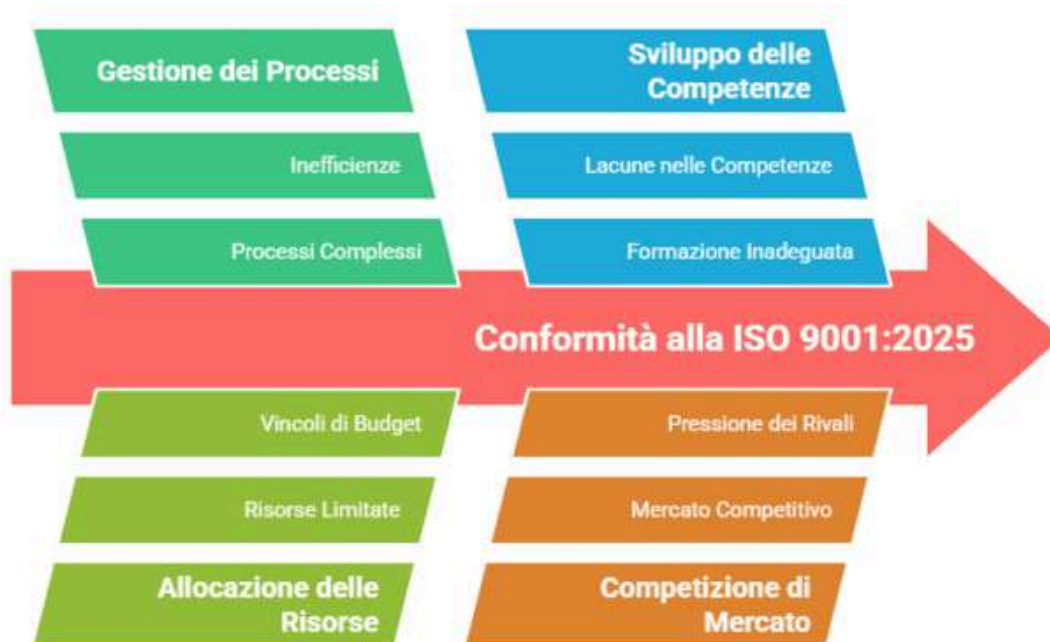 Gestione dei Processi
Inefficienze
Processi Complessi
Sviluppo delle
Competenze
Lacune nelle Competenze
Formazione Inadeguata
Conformità alla ISO 9001:2025
Vincoli di Budget
Risorse Limitate
Allocazione delle
Risorse
Pressione dei Rivali
Mercato Competitivo
Competizione di
Mercato